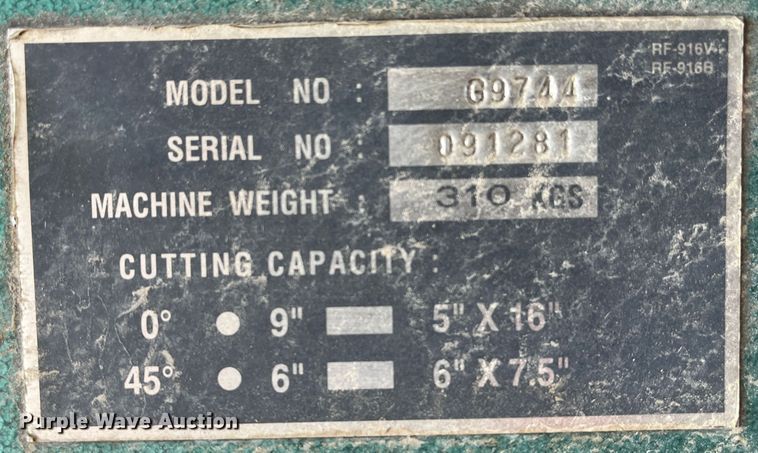 RF-916V
RF-916B
MODEL NO : G9744
SERIAL NO : 091281
MACHINE WEIGHT : 310 KGS
CUTTING CAPACITY :
0° ● 9" 5" X 16"
45° ● 6" 6" X 7.5"
Purple Wave Auction